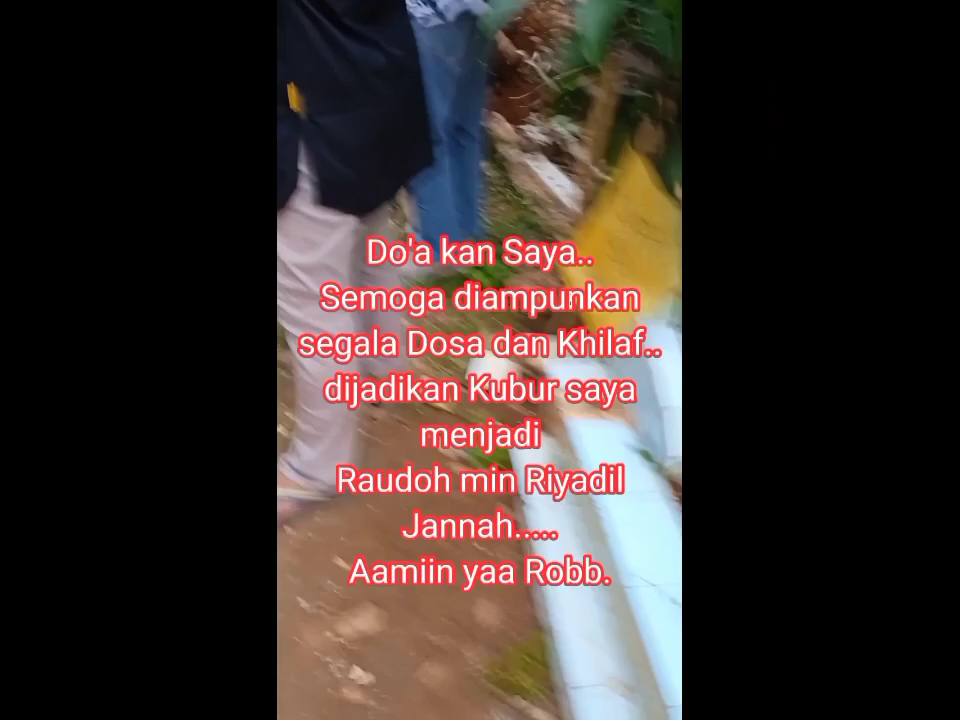 Do'a kan Saya..
Semoga diampunkan
segala Dosa dan Khilaf..
dijadikan Kubur saya
menjadi
Raudoh min Riyadil
Jannah.....
Aamiin yaa Robb.